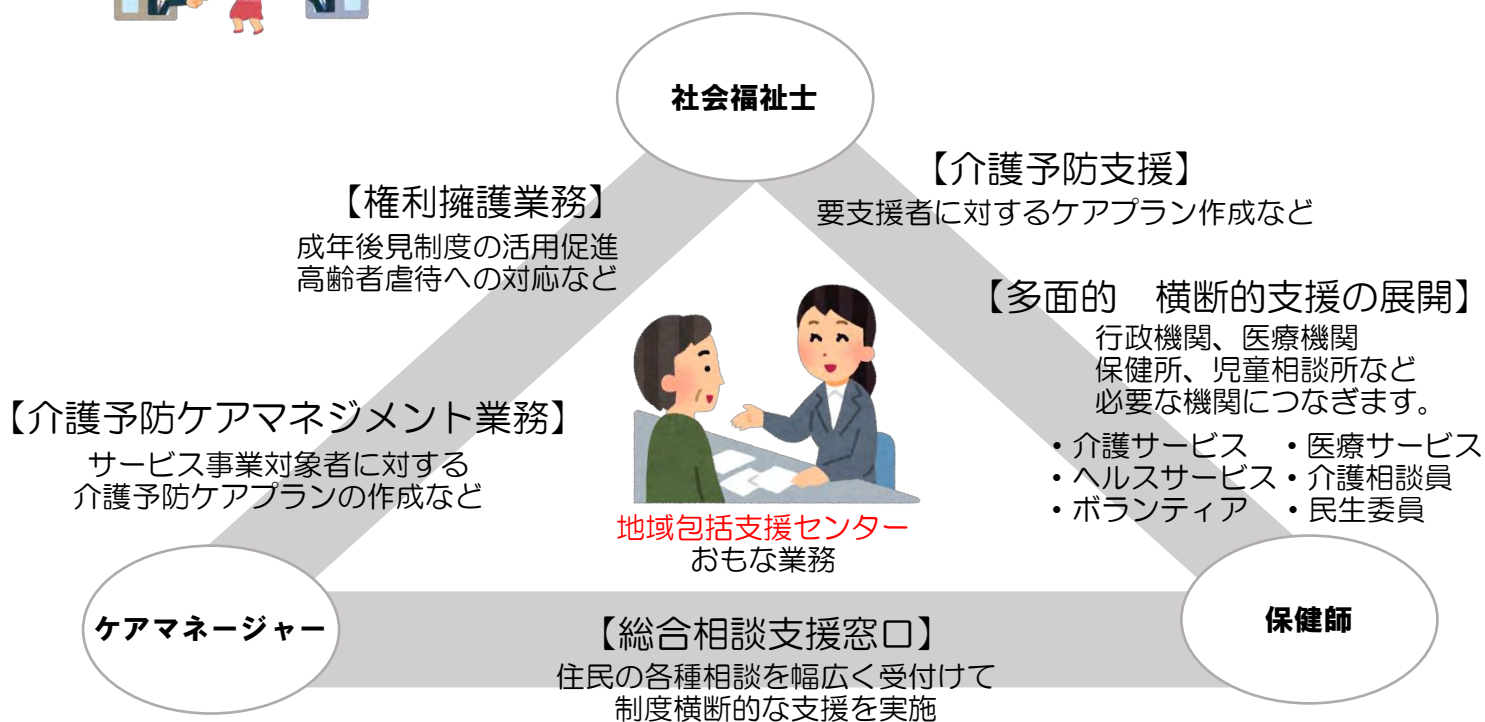 社会福祉士
【権利擁護業務】
成年後見制度の活用促進
高齢者虐待への対応など
【介護予防支援】
要支援者に対するケアプラン作成など
【多面的　横断的支援の展開】
行政機関、医療機関
保健所、児童相談所など
必要な機関につなぎます。
・介護サービス　・医療サービス
・ヘルスサービス・介護相談員
・ボランティア　・民生委員
【介護予防ケアマネジメント業務】
サービス事業対象者に対する
介護予防ケアプランの作成など
地域包括支援センター
おもな業務
ケアマネージャー
保健師
【総合相談支援窓口】
住民の各種相談を幅広く受付けて
制度横断的な支援を実施